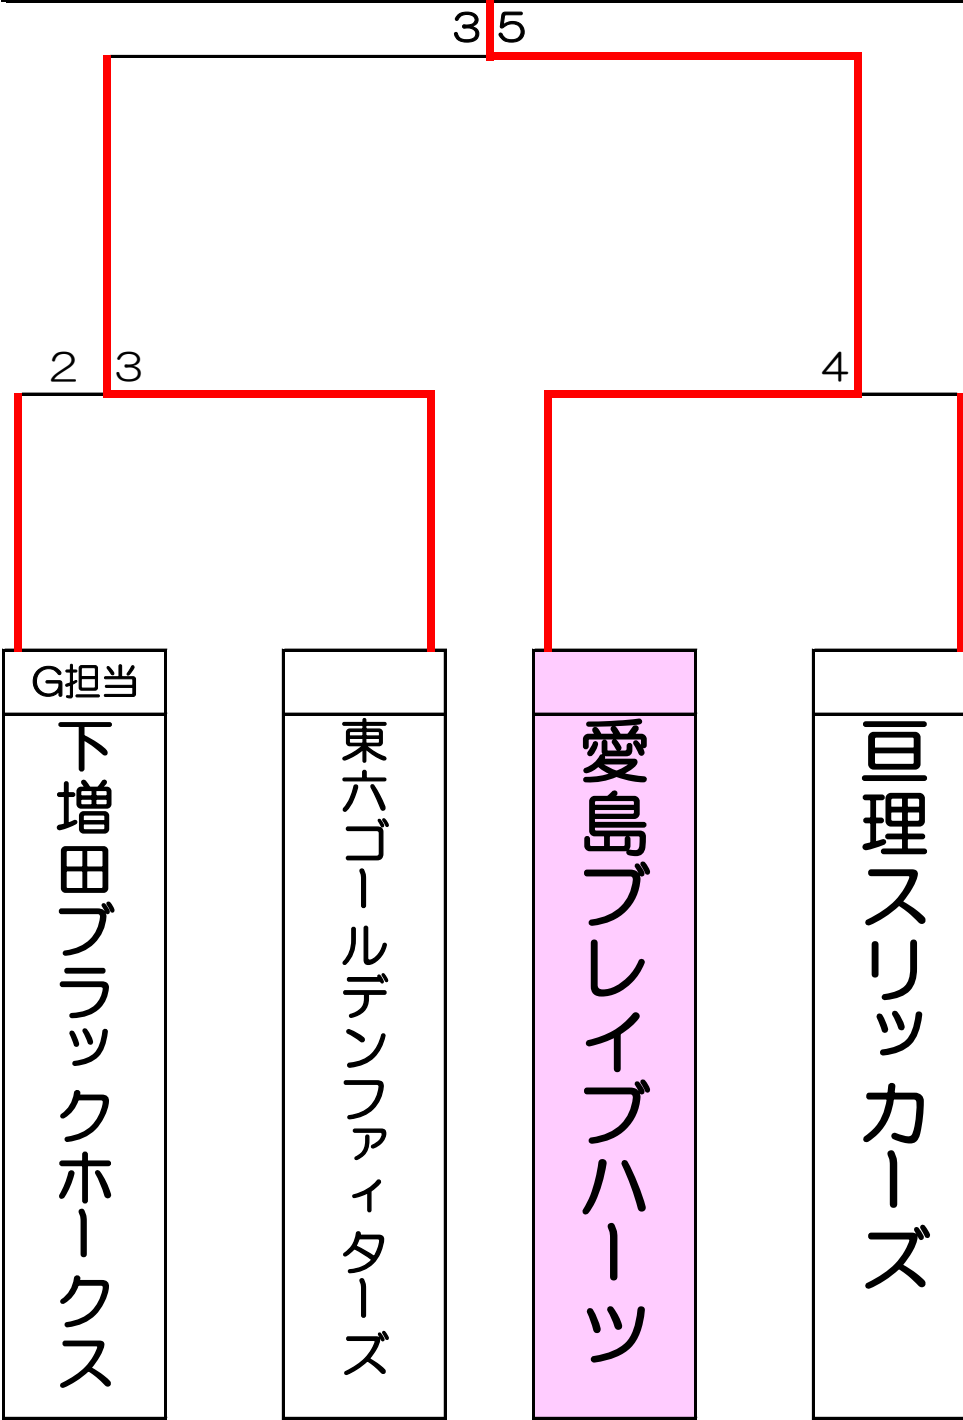 3 5
2 3
4
G担当
下増田ブラックホークス
東六ゴールデンファイターズ
愛島ブレイブハーツ
亘理スリッカーズ